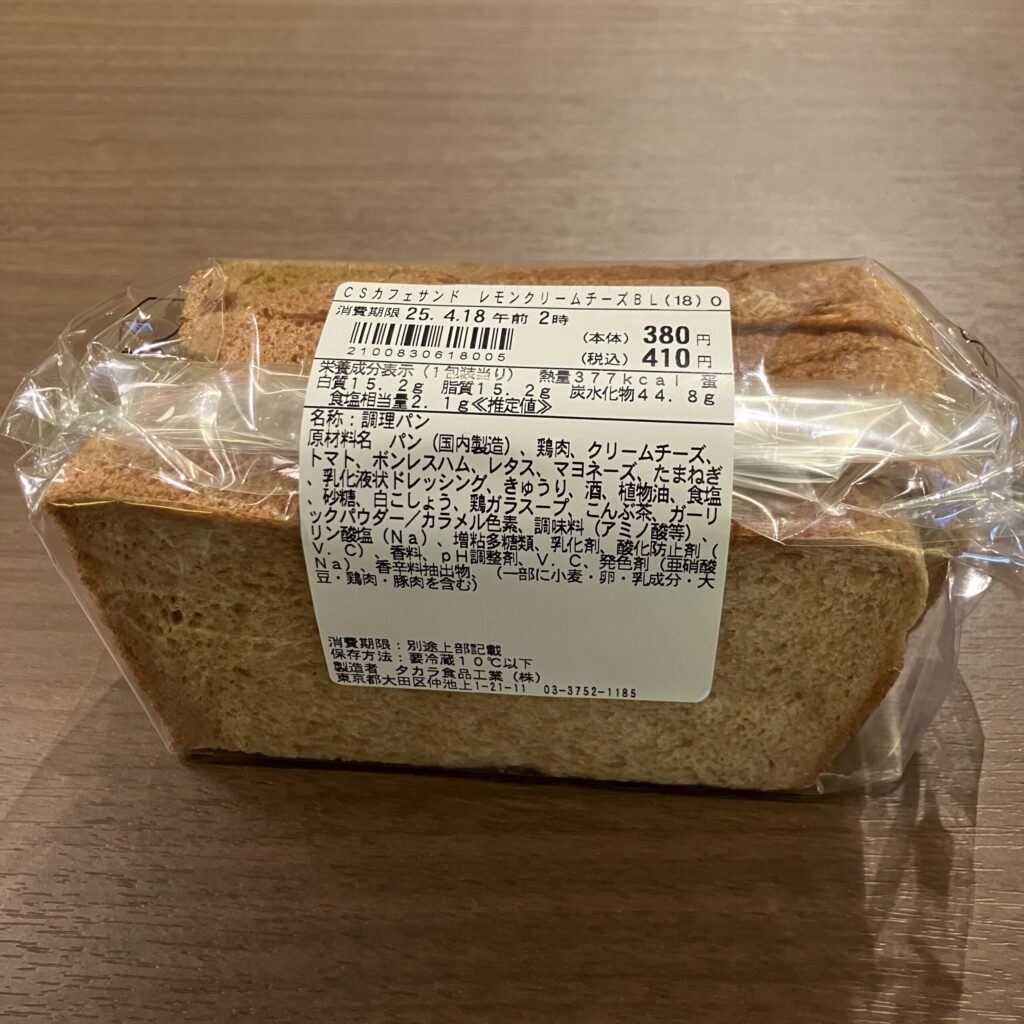 CSカフェサンド レモンクリームチーズBL(18)O
消費期限 25. 4.18 午前 2時
(本体) 380円
2100830618005
(税込) 410円
栄養成分表示(1包装当り) 熱量377kcal 蛋
白質15.2g 脂質15.2g 炭水化物44.8g
食塩相当量2.1g≪推定値≫
名称:調理パン
原材料名 パン(国内製造)、鶏肉、クリームチーズ、
トマト、ボンレスハム、レタス、マヨネーズ、たまねぎ
、乳化液状ドレッシング、きゅうり、酒、植物油、食塩
、砂糖、白こしょう、鶏ガラスープ、こんぶ茶、ガーリ
ックパウダー/カラメル色素、調味料(アミノ酸等)、
リン酸塩(Na)、増粘多糖類、乳化剤、酸化防止剤(
V.C)、香料、pH調整剤、V.C、発色剤(亜硝酸
Na)、香辛料抽出物、(一部に小麦・卵・乳成分・大
豆・鶏肉・豚肉を含む)
消費期限:別途上部記載
保存方法:要冷蔵10℃以下
製造者 タカラ食品工業(株)
東京都大田区仲池上1-21-11 03-3752-1185